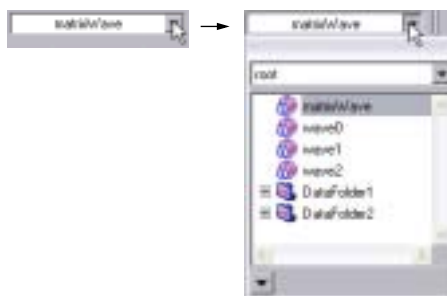 matrixWave
matrixWave
root
matrixWave
wave0
wave1
wave2
DataFolder1
DataFolder2